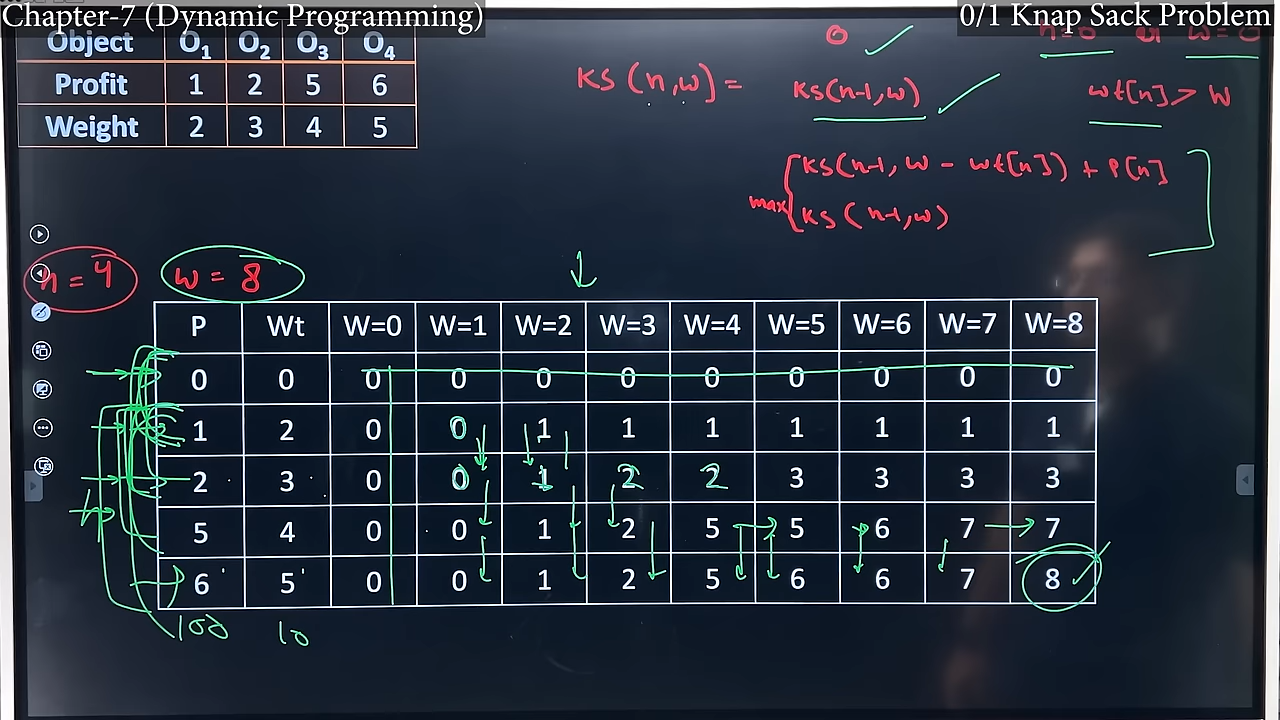 Chapter-7 (Dynamic Programming)
0/1 Knap Sack Problem
Object O1 O2 O3 O4
Profit 1 2 5 6
Weight 2 3 4 5
0 n=0 or w=0
KS(n,w) = KS(n-1,w) wt[n] > W
max KS(n-1, W - wt[n]) + P[n]
KS(n-1,w)
n = 4 w = 8
P Wt W=0 W=1 W=2 W=3 W=4 W=5 W=6 W=7 W=8
0 0 0 0 0 0 0 0 0 0 0
1 2 0 0 1 1 1 1 1 1 1
2 3 0 0 1 2 2 3 3 3 3
5 4 0 0 1 2 5 5 6 7 7
6 5 0 0 1 2 5 6 6 7 8
100 10